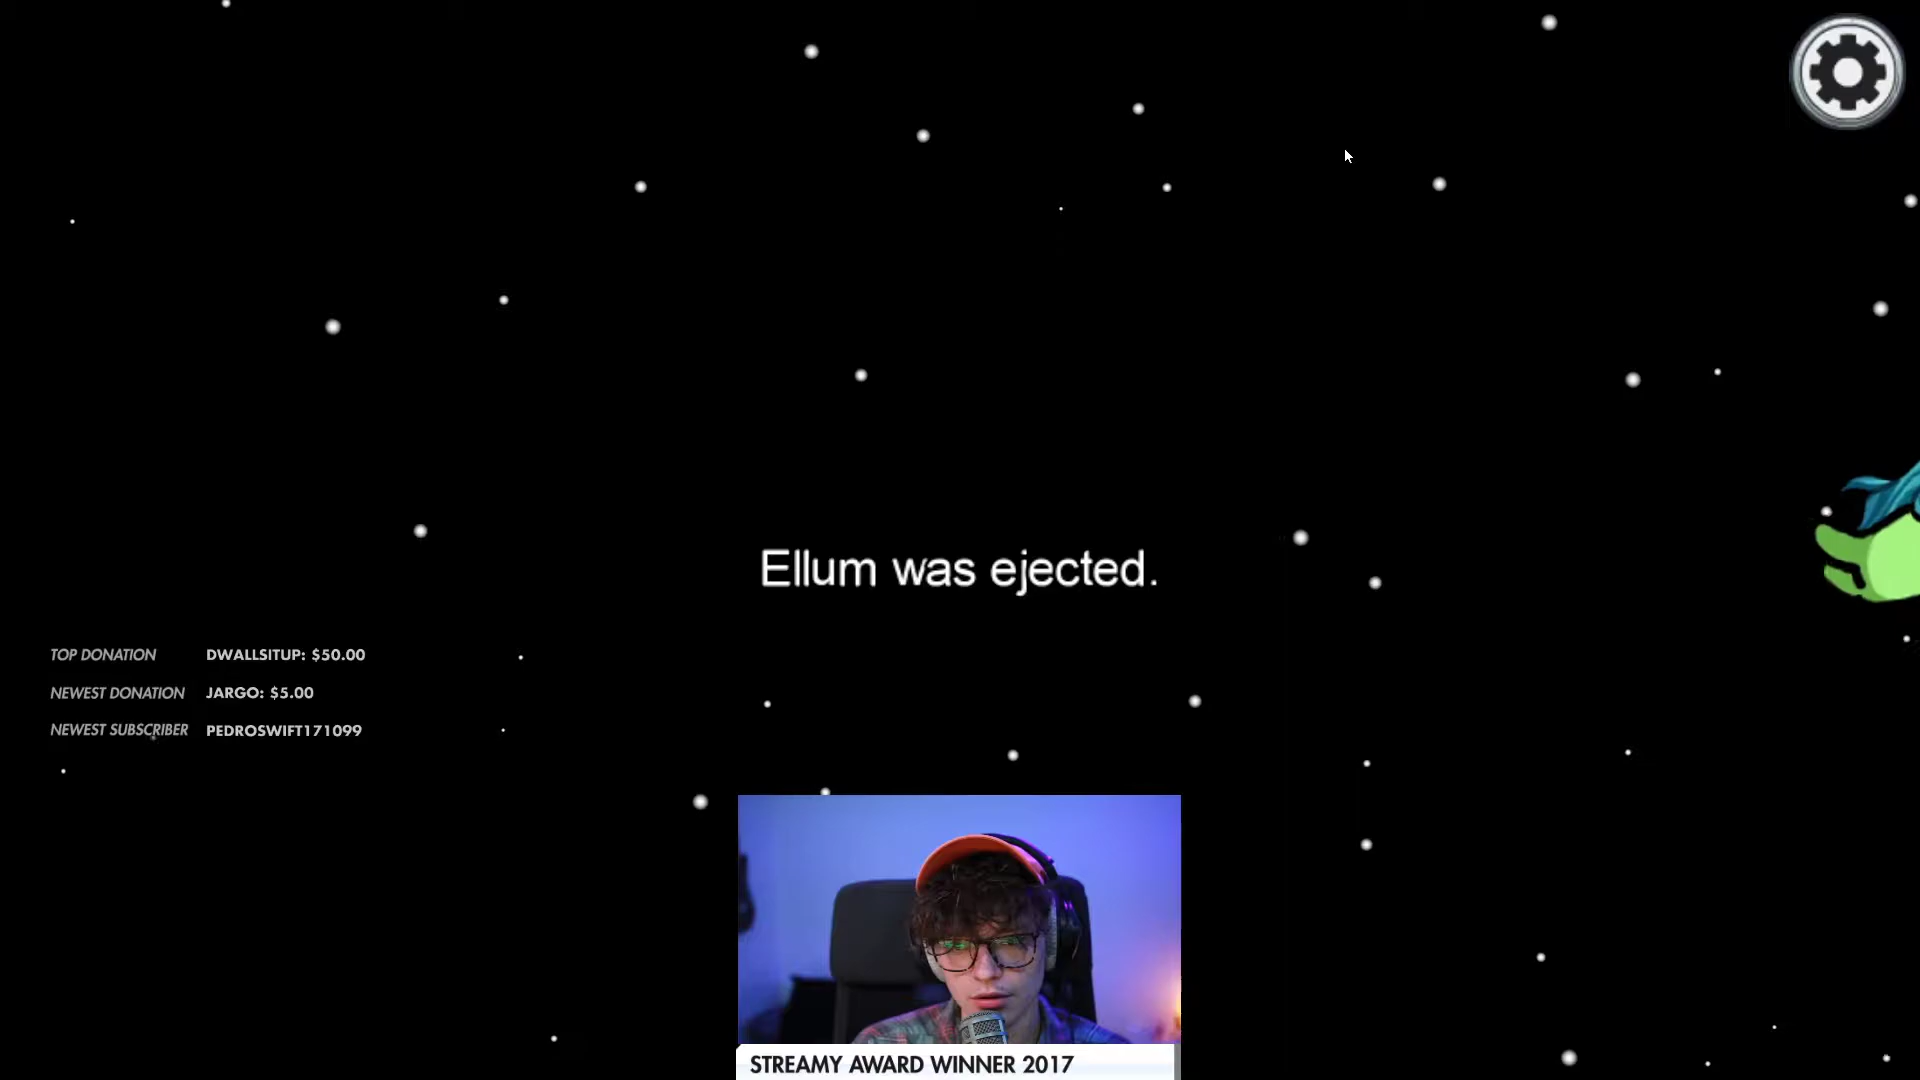 Ellum was ejected.
TOP DONATION DWALLSITUP: $50.00
NEWEST DONATION JARGO: $5.00
NEWEST SUBSCRIBER PEDROSWIFT171099
STREAMY AWARD WINNER 2017